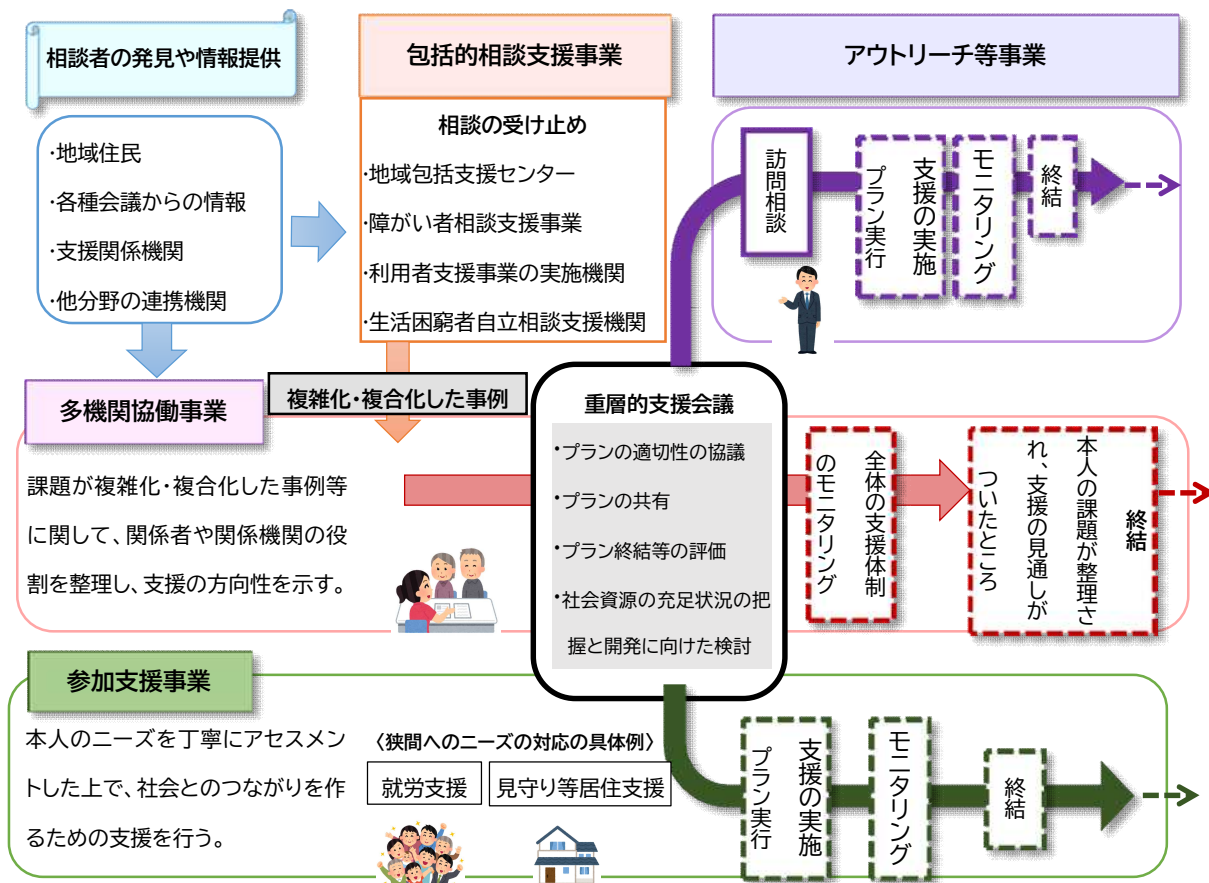 相談者の発見や情報提供
・地域住民
・各種会議からの情報
・支援関係機関
・他分野の連携機関
包括的相談支援事業
相談の受け止め
・地域包括支援センター
・障がい者相談支援事業
・利用者支援事業の実施機関
・生活困窮者自立相談支援機関
アウトリーチ等事業
訪問相談
支援の実施
プラン実行
モニタリング
終結
多機関協働事業
複雑化・複合化した事例
課題が複雑化・複合化した事例等
に関して、関係者や関係機関の役
割を整理し、支援の方向性を示す。
重層的支援会議
・プランの適切性の協議
・プランの共有
・プラン終結等の評価
・社会資源の充足状況の把
握と開発に向けた検討
全体の支援体制
のモニタリング
終結
本人の課題が整理さ
れ、支援の見通しが
ついたところ
参加支援事業
本人のニーズを丁寧にアセスメン
トした上で、社会とのつながりを作
るための支援を行う。
〈狭間へのニーズの対応の具体例〉
就労支援
見守り等居住支援
支援の実施
プラン実行
モニタリング
終結